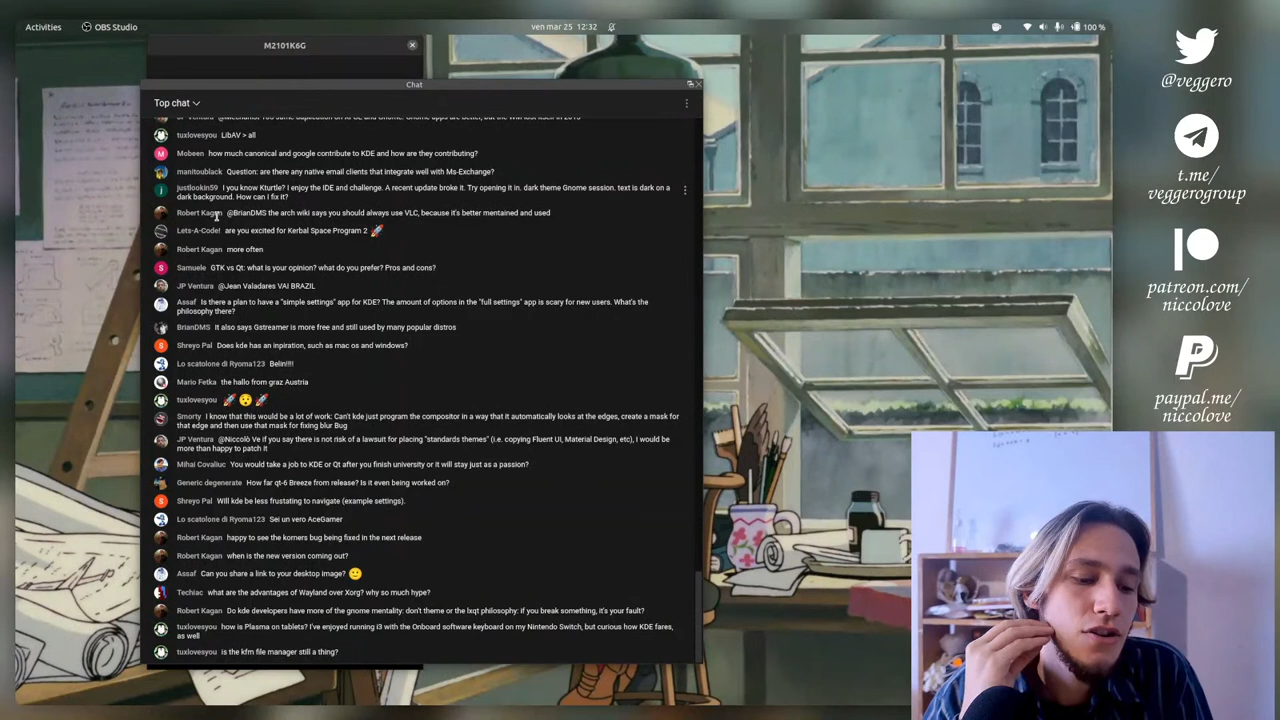 Activities
OBS Studio
ven mar 25 12:32
100 %
M2101K6G
Chat
Top chat
tuxlovesyou LibAV > all
Mobeen how much canonical and google contribute to KDE and how are they contributing?
manitoublack Question: are there any native email clients that integrate well with Ms-Exchange?
justlookin59 I you know Kturtle? I enjoy the IDE and challenge. A recent update broke it. Try opening it in. dark theme Gnome session. text is dark on a
dark background. How can I fix it?
Robert Kagan @BrianDMS the arch wiki says you should always use VLC, because it's better mentained and used
Lets-A-Code! are you excited for Kerbal Space Program 2 🚀
Robert Kagan more often
S Samuele GTK vs Qt: what is your opinion? what do you prefer? Pros and cons?
JP Ventura @Jean Valadares VAI BRAZIL
Assaf Is there a plan to have a "simple settings" app for KDE? The amount of options in the "full settings" app is scary for new users. What's the
philosophy there?
BrianDMS It also says Gstreamer is more free and still used by many popular distros
S Shreyo Pal Does kde has an inpiration, such as mac os and windows?
Lo scatolone di Ryoma123 Belin!!!!
Mario Fetka the hallo from graz Austria
tuxlovesyou 🚀😯🚀
Smorty I know that this would be a lot of work: Can't kde just program the compositor in a way that it automatically looks at the edges, create a mask for
that edge and then use that mask for fixing blur Bug
JP Ventura @Niccolò Ve if you say there is not risk of a lawsuit for placing "standards themes" (i.e. copying Fluent UI, Material Design, etc), I would be
more than happy to patch it
Mihai Covaliuc You would take a job to KDE or Qt after you finish university or it will stay just as a passion?
Generic degenerate How far qt-6 Breeze from release? Is it even being worked on?
S Shreyo Pal Will kde be less frustating to navigate (example settings).
Lo scatolone di Ryoma123 Sei un vero AceGamer
Robert Kagan happy to see the korners bug being fixed in the next release
Robert Kagan when is the new version coming out?
Assaf Can you share a link to your desktop image? 🙂
Techiac what are the advantages of Wayland over Xorg? why so much hype?
Robert Kagan Do kde developers have more of the gnome mentality: don't theme or the lxqt philosophy: if you break something, it's your fault?
tuxlovesyou how is Plasma on tablets? I've enjoyed running i3 with the Onboard software keyboard on my Nintendo Switch, but curious how KDE fares,
as well
tuxlovesyou is the kfm file manager still a thing?
@veggero
t.me/
veggerogroup
patreon.com/
niccolove
paypal.me/
niccolove